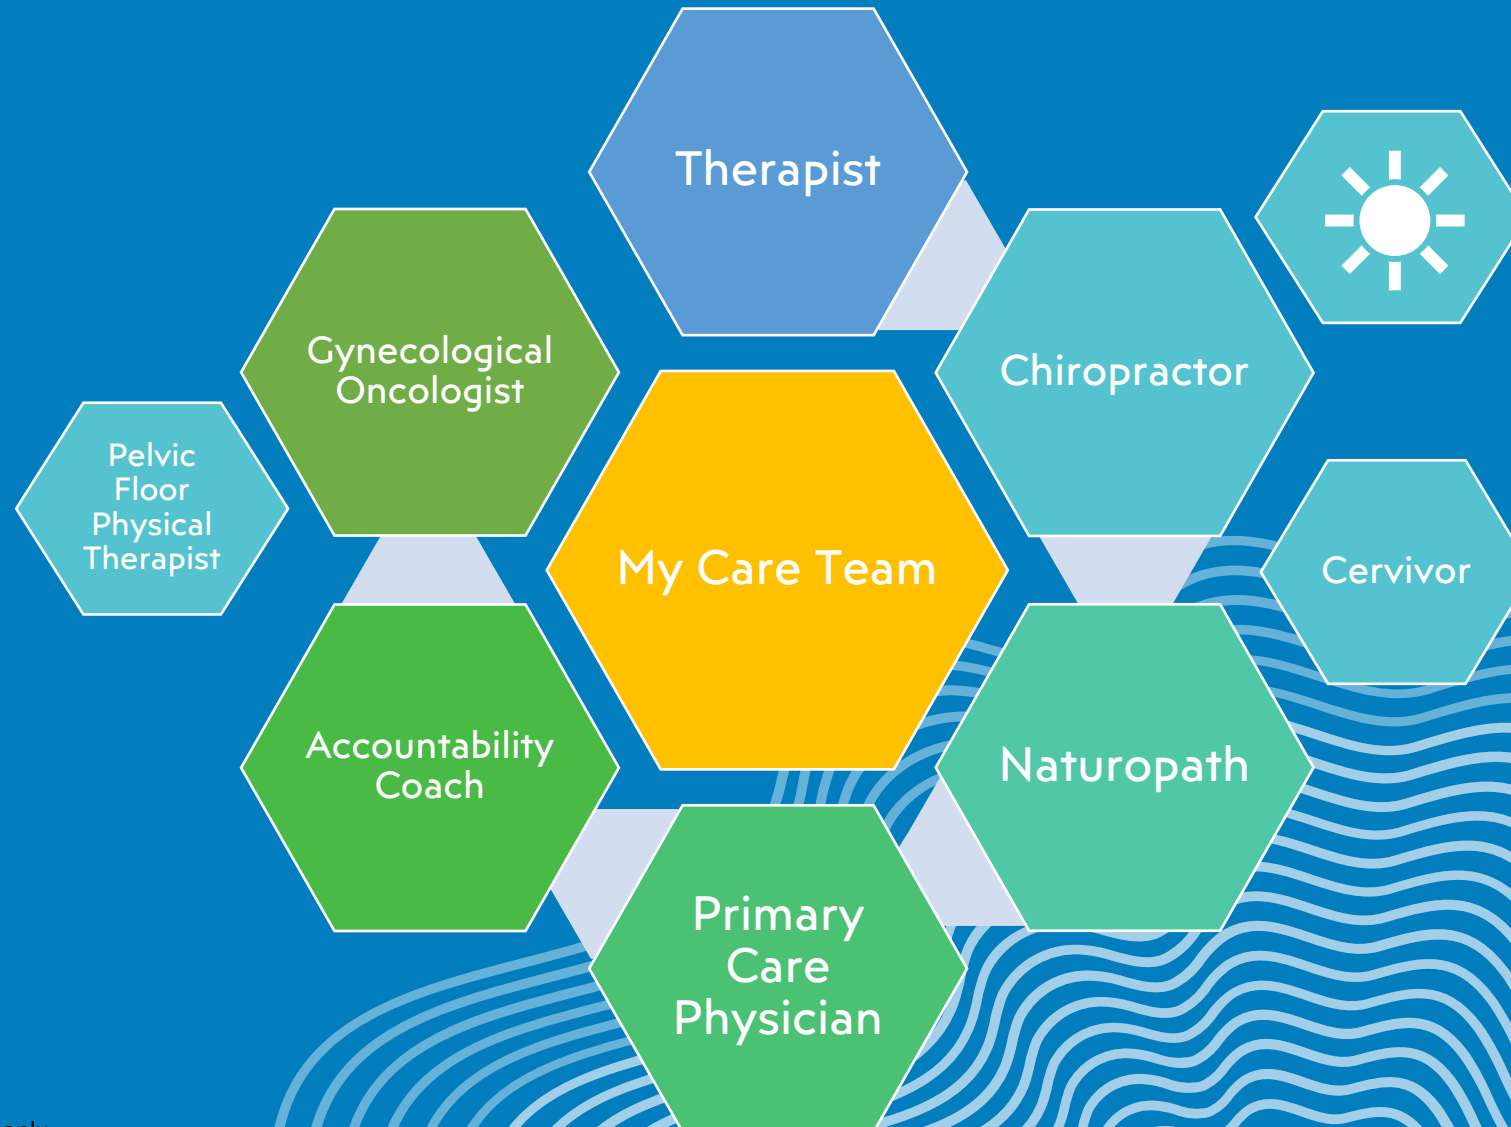 Therapist
Gynecological
Oncologist
Chiropractor
Pelvic
Floor
Physical
Therapist
My Care Team
Cervivor
Accountability
Coach
Naturopath
Primary
Care
Physician